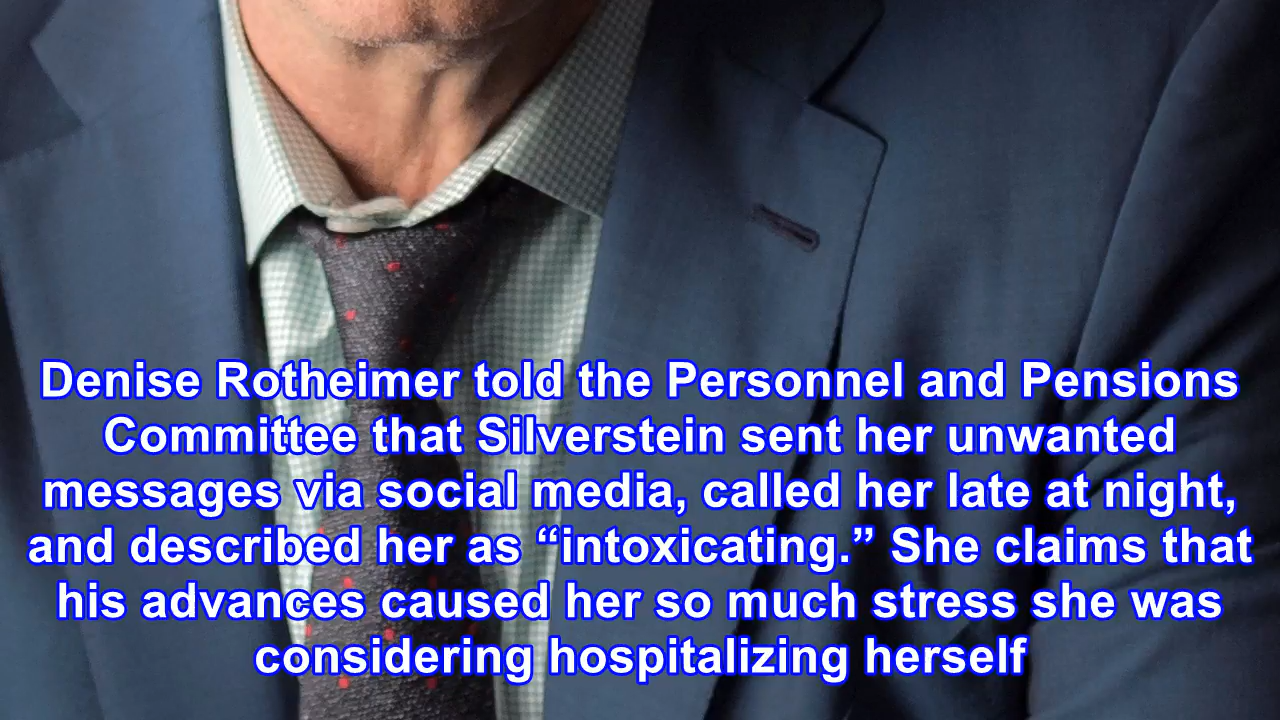 Denise Rotheimer told the Personnel and Pensions
Committee that Silverstein sent her unwanted
messages via social media, called her late at night,
and described her as “intoxicating.” She claims that
his advances caused her so much stress she was
considering hospitalizing herself